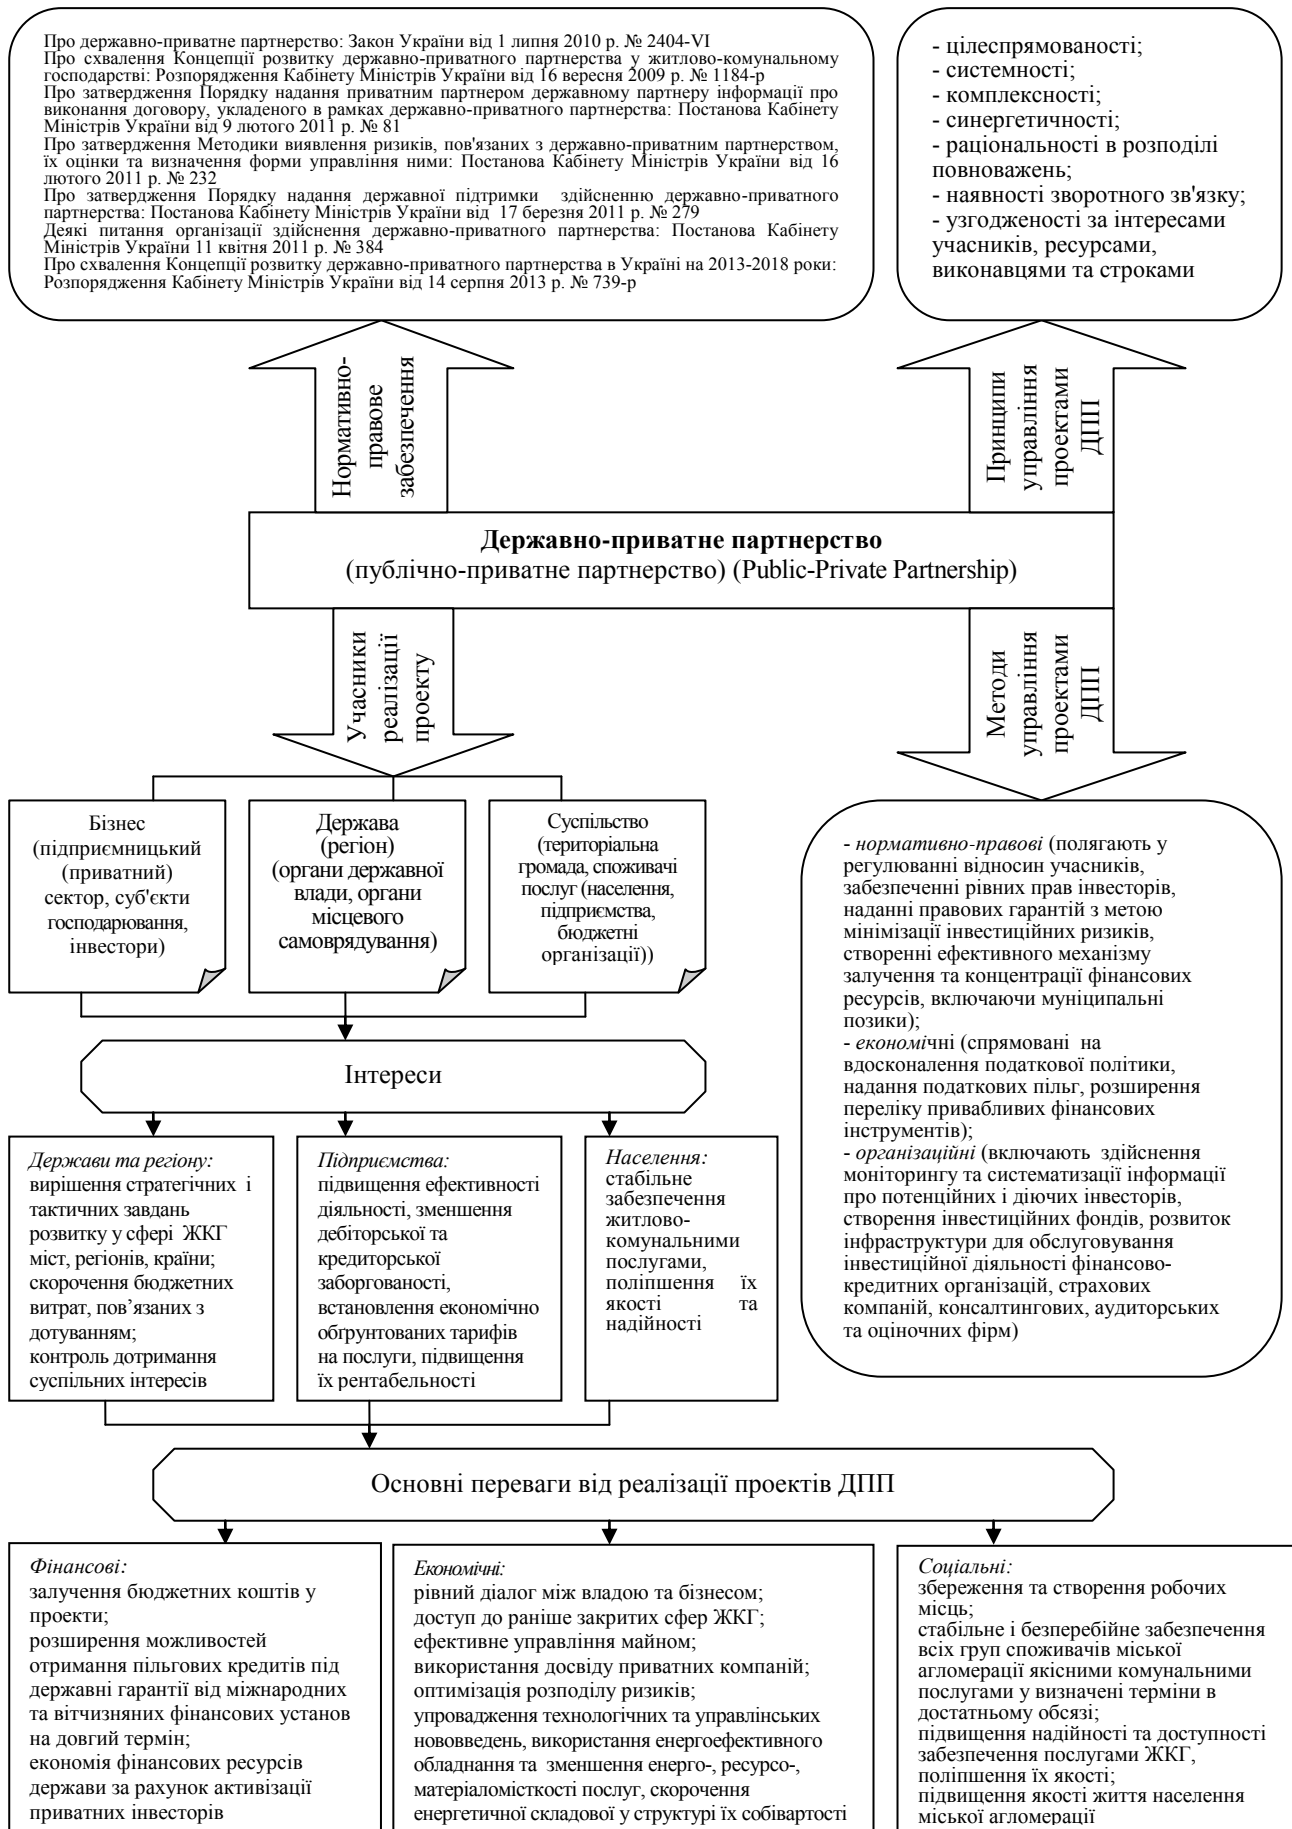 Про державно-приватне партнерство: Закон України від 1 липня 2010 р. № 2404-VI
Про схвалення Концепції розвитку державно-приватного партнерства у житлово-комунальному
господарстві: Розпорядження Кабінету Міністрів України від 16 вересня 2009 р. № 1184-р
Про затвердження Порядку надання приватним партнером державному партнеру інформації про
виконання договору, укладеного в рамках державно-приватного партнерства: Постанова Кабінету
Міністрів України від 9 лютого 2011 р. № 81
Про затвердження Методики виявлення ризиків, пов'язаних з державно-приватним партнерством,
їх оцінки та визначення форми управління ними: Постанова Кабінету Міністрів України від 16
лютого 2011 р. № 232
Про затвердження Порядку надання державної підтримки здійсненню державно-приватного
партнерства: Постанова Кабінету Міністрів України від 17 березня 2011 р. № 279
Деякі питання організації здійснення державно-приватного партнерства: Постанова Кабінету
Міністрів України 11 квітня 2011 р. № 384
Про схвалення Концепції розвитку державно-приватного партнерства в Україні на 2013-2018 роки:
Розпорядження Кабінету Міністрів України від 14 серпня 2013 р. № 739-р
- цілеспрямованості;
- системності;
- комплексності;
- синергетичності;
- раціональності в розподілі
повноважень;
- наявності зворотного зв'язку;
- узгодженості за інтересами
учасників, ресурсами,
виконавцями та строками
Нормативно-
правове
забезпечення
Принципи
управління
проектами
ДПП
Державно-приватне партнерство
(публічно-приватне партнерство) (Public-Private Partnership)
Учасники
реалізації
проекту
Методи
управління
проектами
ДПП
Бізнес
(підприємницький
(приватний)
сектор, суб'єкти
господарювання,
інвестори)
Держава
(регіон)
(органи державної
влади, органи
місцевого
самоврядування)
Суспільство
(територіальна
громада, споживачі
послуг (населення,
підприємства,
бюджетні
організації))
- нормативно-правові (полягають у
регулюванні відносин учасників,
забезпеченні рівних прав інвесторів,
наданні правових гарантій з метою
мінімізації інвестиційних ризиків,
створенні ефективного механізму
залучення та концентрації фінансових
ресурсів, включаючи муніципальні
позики);
- економічні (спрямовані на
вдосконалення податкової політики,
надання податкових пільг, розширення
переліку привабливих фінансових
інструментів);
- організаційні (включають здійснення
моніторингу та систематизації інформації
про потенційних і діючих інвесторів,
створення інвестиційних фондів, розвиток
інфраструктури для обслуговування
інвестиційної діяльності фінансово-
кредитних організацій, страхових
компаній, консалтингових, аудиторських
та оціночних фірм)
Інтереси
Держави та регіону:
вирішення стратегічних і
тактичних завдань
розвитку у сфері ЖКГ
міст, регіонів, країни;
скорочення бюджетних
витрат, пов’язаних з
дотуванням;
контроль дотримання
суспільних інтересів
Підприємства:
підвищення ефективності
діяльності, зменшення
дебіторської та
кредиторської
заборгованості,
встановлення економічно
обґрунтованих тарифів
на послуги, підвищення
їх рентабельності
Населення:
стабільне
забезпечення
житлово-
комунальними
послугами,
поліпшення їх
якості та
надійності
Основні переваги від реалізації проектів ДПП
Фінансові:
залучення бюджетних коштів у
проекти;
розширення можливостей
отримання пільгових кредитів під
державні гарантії від міжнародних
та вітчизняних фінансових установ
на довгий термін;
економія фінансових ресурсів
держави за рахунок активізації
приватних інвесторів
Економічні:
рівний діалог між владою та бізнесом;
доступ до раніше закритих сфер ЖКГ;
ефективне управління майном;
використання досвіду приватних компаній;
оптимізація розподілу ризиків;
упровадження технологічних та управлінських
нововведень, використання енергоефективного
обладнання та зменшення енерго-, ресурсо-,
матеріаломісткості послуг, скорочення
енергетичної складової у структурі їх собівартості
Соціальні:
збереження та створення робочих
місць;
стабільне і безперебійне забезпечення
всіх груп споживачів міської
агломерації якісними комунальними
послугами у визначені терміни в
достатньому обсязі;
підвищення надійності та доступності
забезпечення послугами ЖКГ,
поліпшення їх якості;
підвищення якості життя населення
міської агломерації